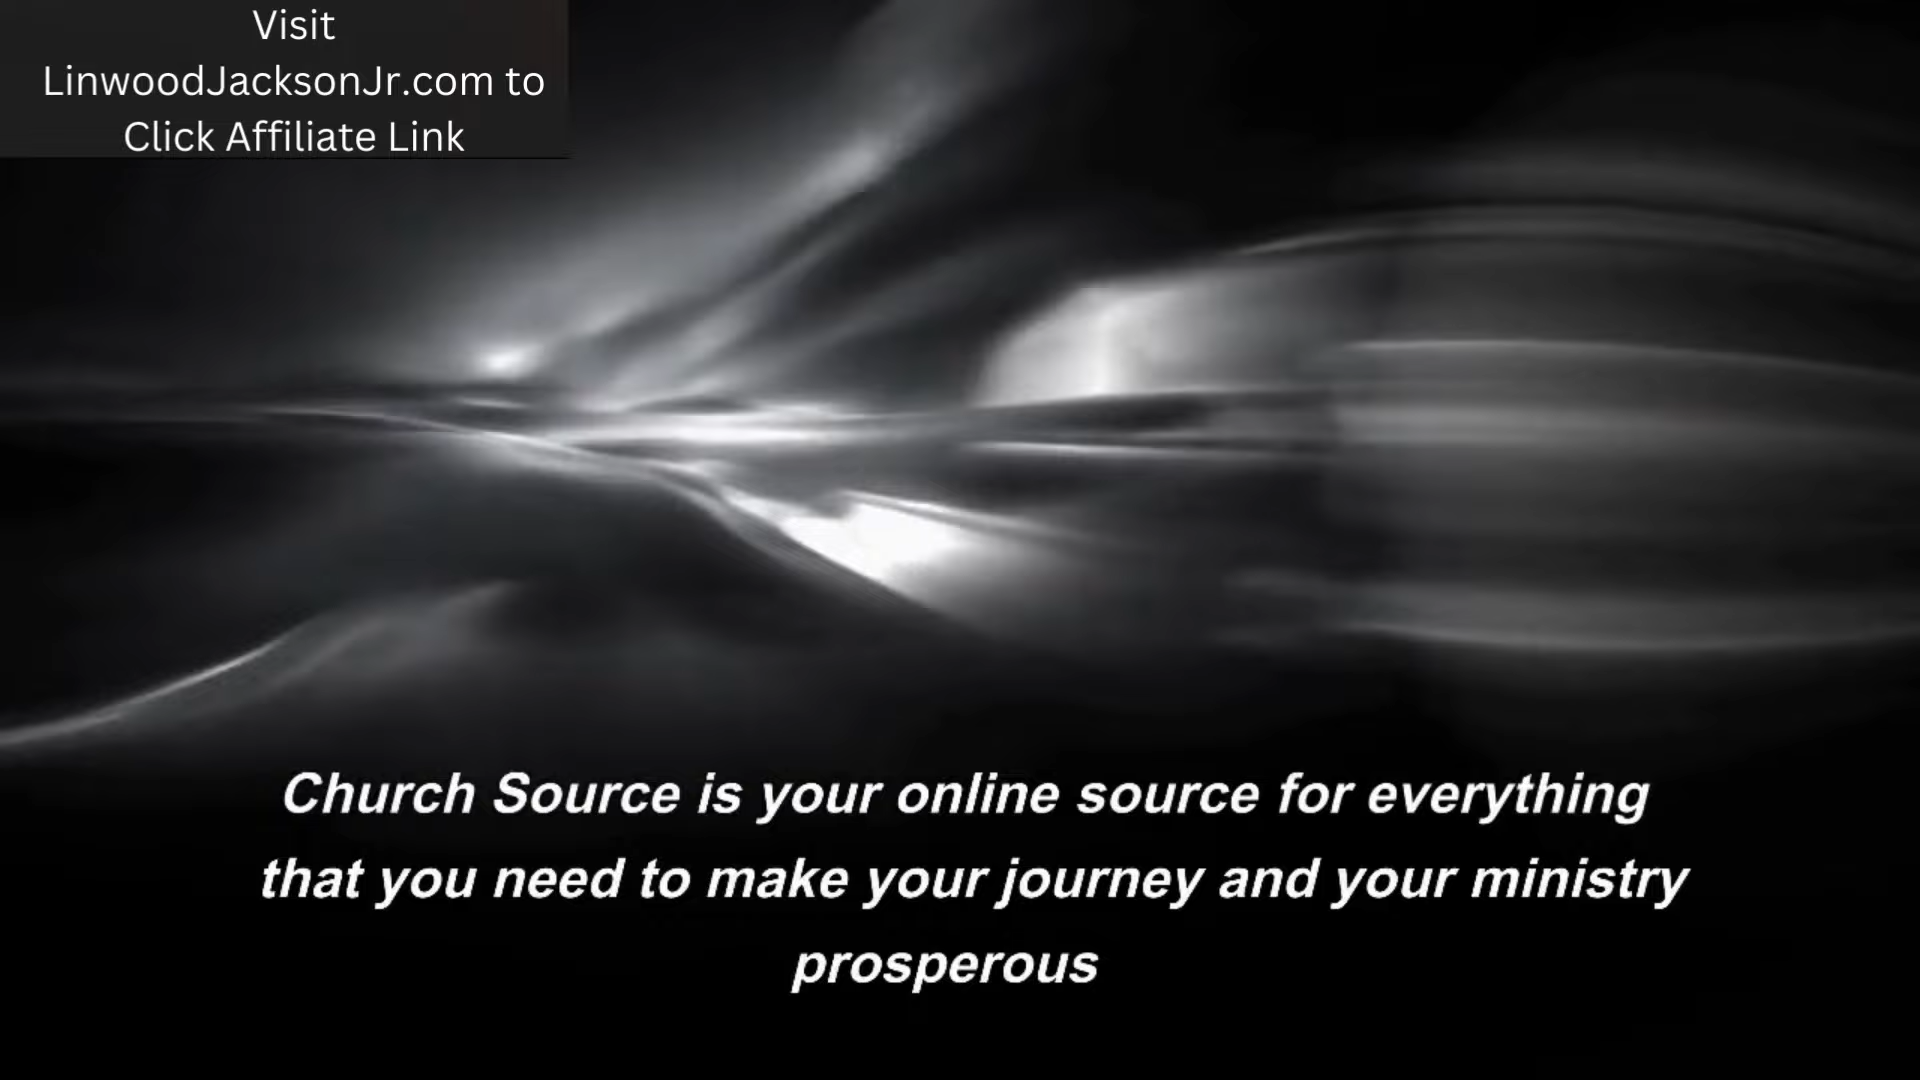 Visit
LinwoodJacksonJr.com to
Click Affiliate Link
Church Source is your online source for everything
that you need to make your journey and your ministry
prosperous